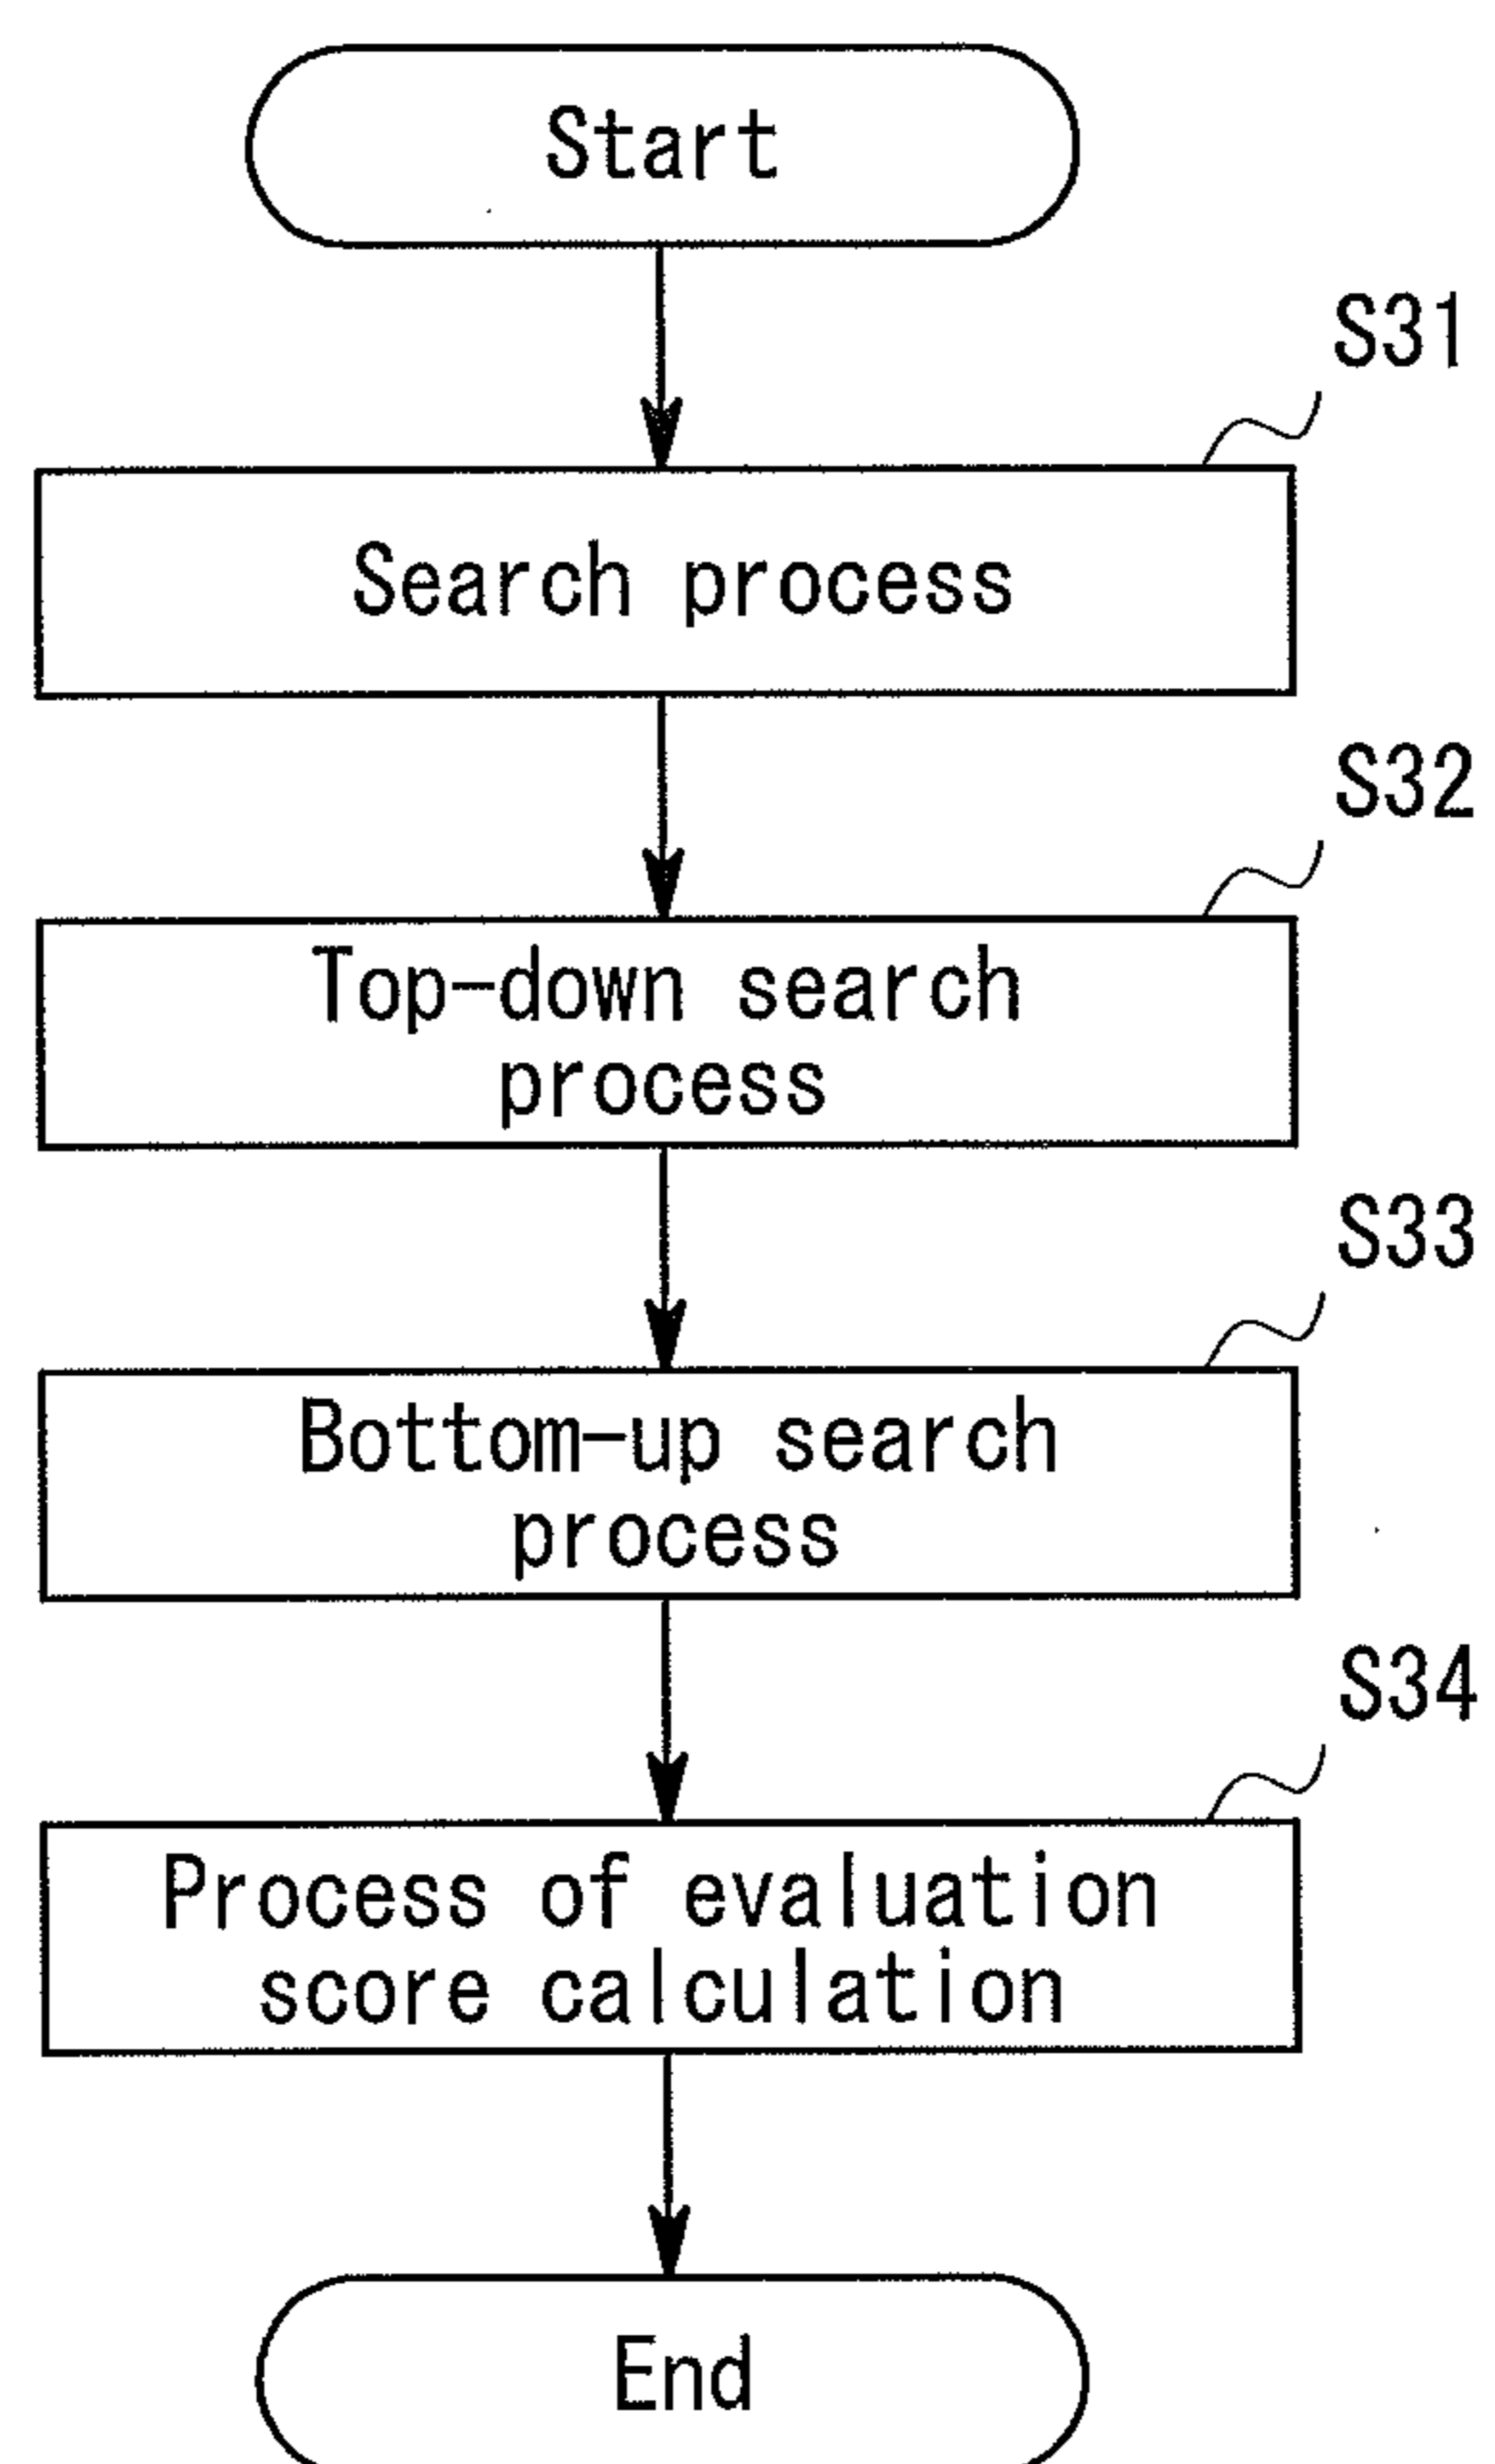 Start
S31
Search process
S32
Top-down search
process
S33
Bottom-up search
process
S34
Process of evaluation
score calculation
End